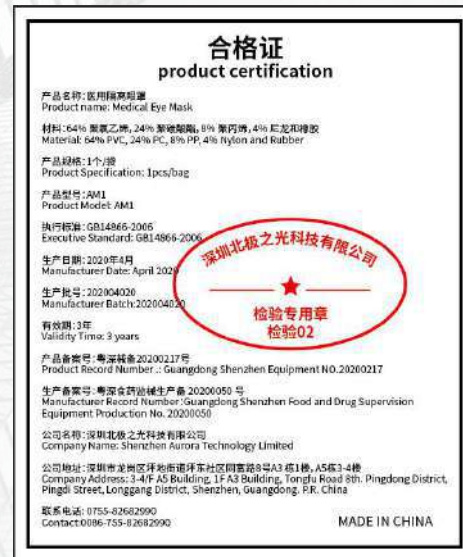 合格证
product certification
产品名称:医用隔离眼罩
Product name: Medical Eye Mask
材料:64% 聚氯乙烯, 24% 聚碳酸酯, 8% 聚丙烯, 4% 尼龙和橡胶
Material: 64% PVC, 24% PC, 8% PP, 4% Nylon and Rubber
产品规格:1个/袋
Product Specification: 1pcs/bag
产品型号:AM1
Product Model: AM1
执行标准:GB14866-2006
Executive Standard: GB14866-2006
生产日期:2020年4月
Manufacturer Date: April 2020
生产批号:202004020
Manufacturer Batch:202004020
有效期:3年
Validity Time: 3 years
产品备案号:粤深械备20200217号
Product Record Number .: Guangdong Shenzhen Equipment NO.20200217
生产备案号:粤深食药监械生产备 20200050 号
Manufacturer Record Number:Guangdong Shenzhen Food and Drug Supervision
Equipment Production No. 20200050
公司名称:深圳北极之光科技有限公司
Company Name: Shenzhen Aurora Technology Limited
公司地址:深圳市龙岗区坪地街道坪东社区同富路8号A3 栋1楼, A5栋3-4楼
Company Address: 3-4/F A5 Building, 1F A3 Building, Tongfu Road 8th. Pingdong District,
Pingdi Street, Longgang District, Shenzhen, Guangdong. P.R. China
联系电话: 0755-82682990
Contact:0086-755-82682990
MADE IN CHINA
深圳北极之光科技有限公司
检验专用章
检验02